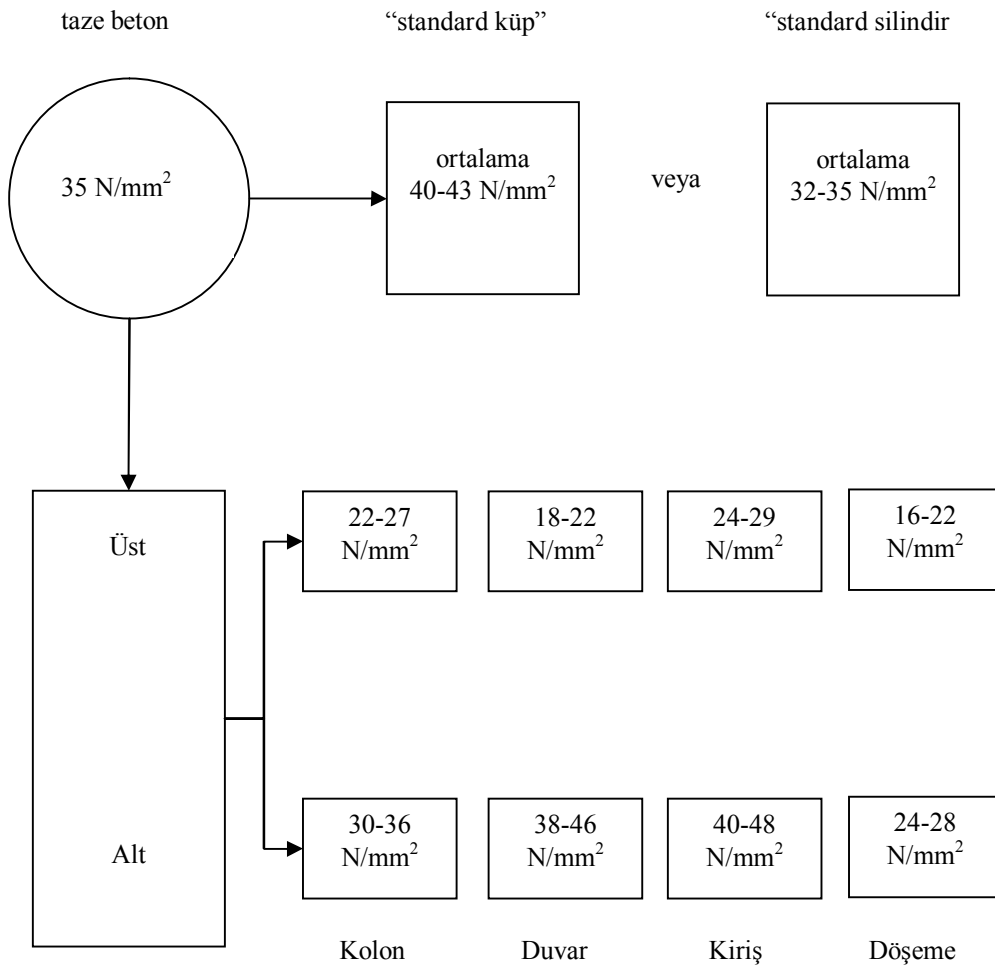 taze beton “standard küp” “standard silindir
35 N/mm²
ortalama
40-43 N/mm²
veya
ortalama
32-35 N/mm²
Üst
22-27
N/mm²
18-22
N/mm²
24-29
N/mm²
16-22
N/mm²
Alt
30-36
N/mm²
38-46
N/mm²
40-48
N/mm²
24-28
N/mm²
Kolon Duvar Kiriş Döşeme